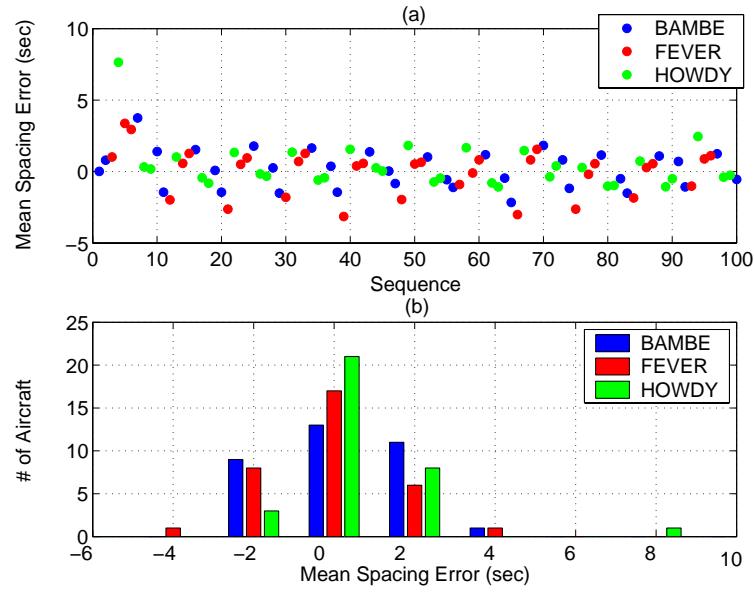 (a)
10
5
0
−5
Mean Spacing Error (sec)
BAMBE
FEVER
HOWDY
0 10 20 30 40 50 60 70 80 90 100
Sequence
(b)
25
20
15
10
5
0
# of Aircraft
BAMBE
FEVER
HOWDY
−6 −4 −2 0 2 4 6 8 10
Mean Spacing Error (sec)